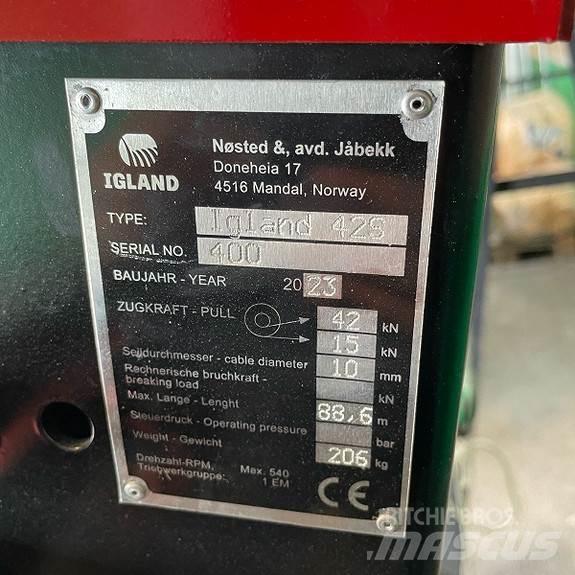 Nøsted &, avd. Jåbekk
Doneheia 17
4516 Mandal, Norway
IGLAND
TYPE: Igland 42S
SERIAL NO. 400
BAUJAHR - YEAR 2023
ZUGKRAFT - PULL 42 kN
15 kN
Seildurchmesser - cable diameter 10 mm
Rechnerische bruchkraft -
breaking load kN
Max. Lange - Lenght 88,6 m
Steuerdruck - Operating pressure bar
Weight - Gewicht 206 kg
Drehzahl-RPM, Max. 540
Triebwerkgruppe: 1 EM
CE
RITCHIE BROS.
MASCUS